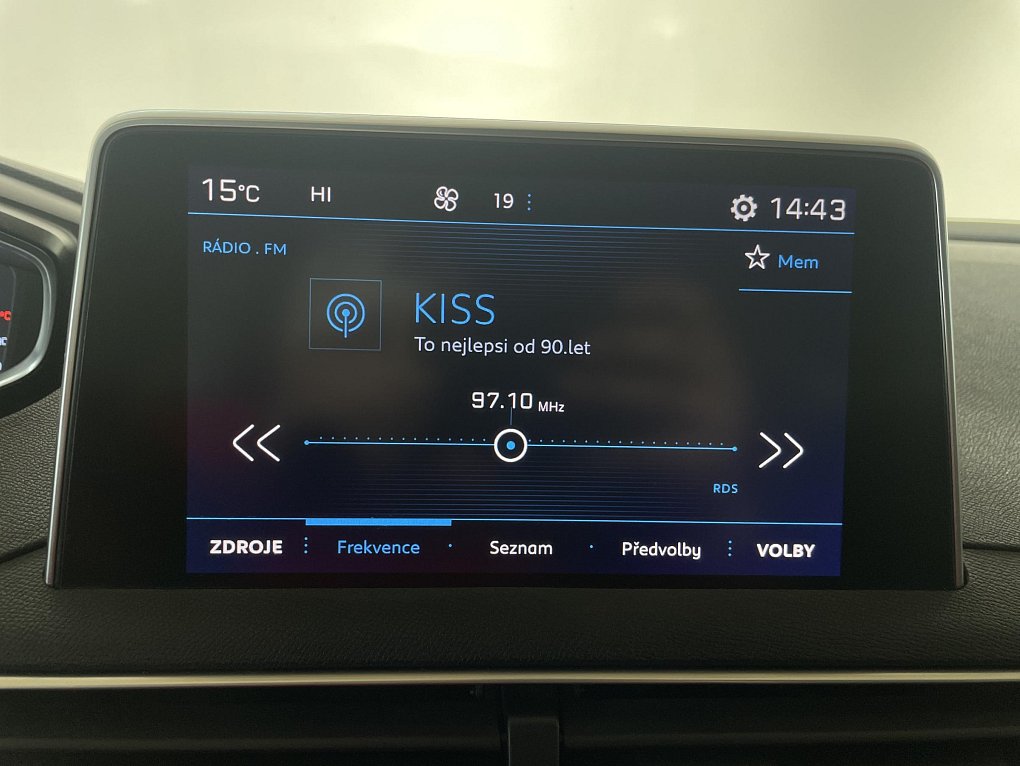 15°C HI 19 14:43
RÁDIO . FM
Mem
KISS
To nejlepsi od 90.let
97.10 MHz
RDS
ZDROJE Frekvence Seznam Předvolby VOLBY